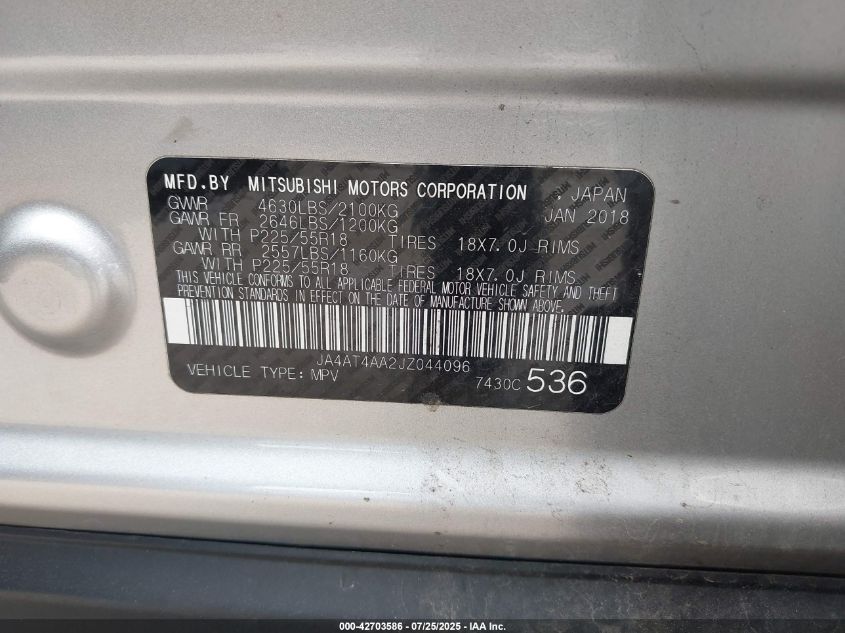 MFD.BY MITSUBISHI MOTORS CORPORATION . JAPAN
GVWR 4630LBS/2100KG JAN 2018
GAWR FR 2646LBS/1200KG
WITH P225/55R18 TIRES 18X7.0J RIMS
GAWR RR 2557LBS/1160KG
WITH P225/55R18 TIRES 18X7.0J RIMS
THIS VEHICLE CONFORMS TO ALL APPLICABLE FEDERAL MOTOR VEHICLE SAFETY AND THEFT
PREVENTION STANDARDS IN EFFECT ON THE DATE OF MANUFACTURE SHOWN ABOVE.
JA4AT4AA2JZ044096
VEHICLE TYPE: MPV 7430C 536
000-42703586 - 07/25/2025 - IAA Inc.